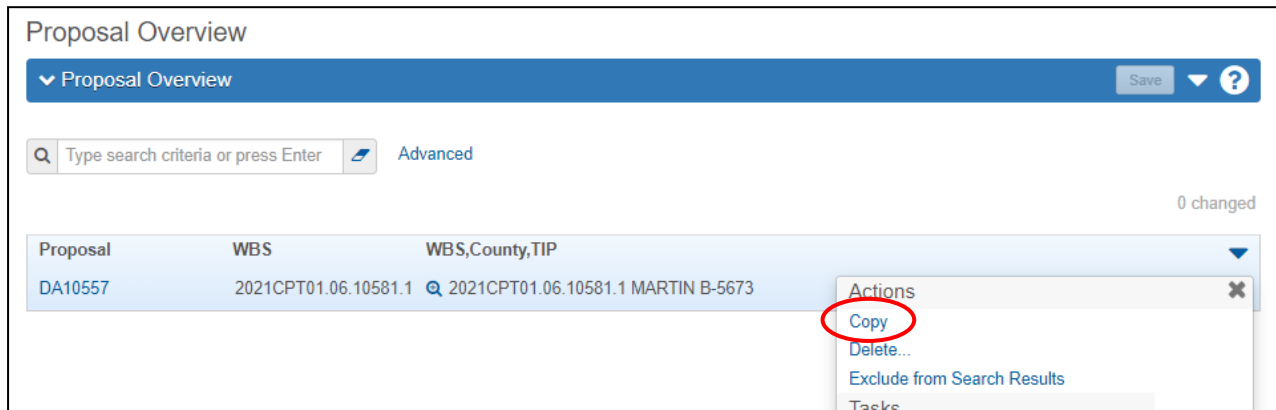 Proposal Overview
Proposal Overview
Save
?
Type search criteria or press Enter
Advanced
0 changed
Proposal WBS WBS,County,TIP
DA10557 2021CPT01.06.10581.1 2021CPT01.06.10581.1 MARTIN B-5673
Actions
Copy
Delete...
Exclude from Search Results
Tasks